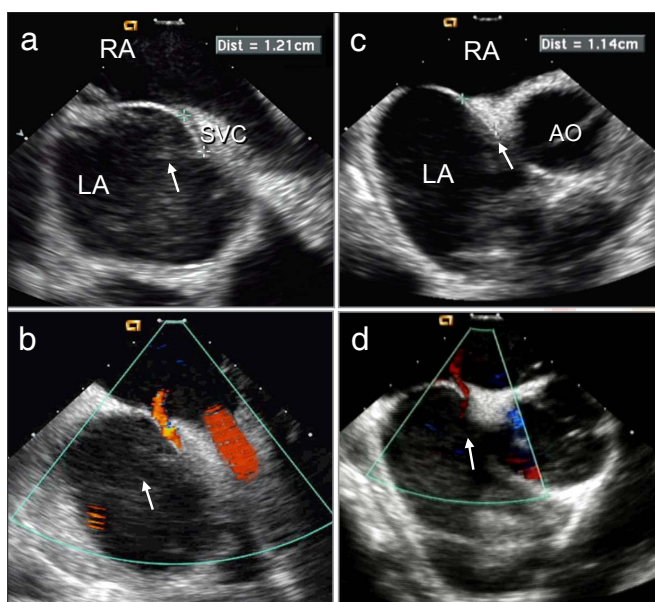 a
RA
Dist = 1.21cm
SVC
LA
c
RA
Dist = 1.14cm
AO
LA
b
d